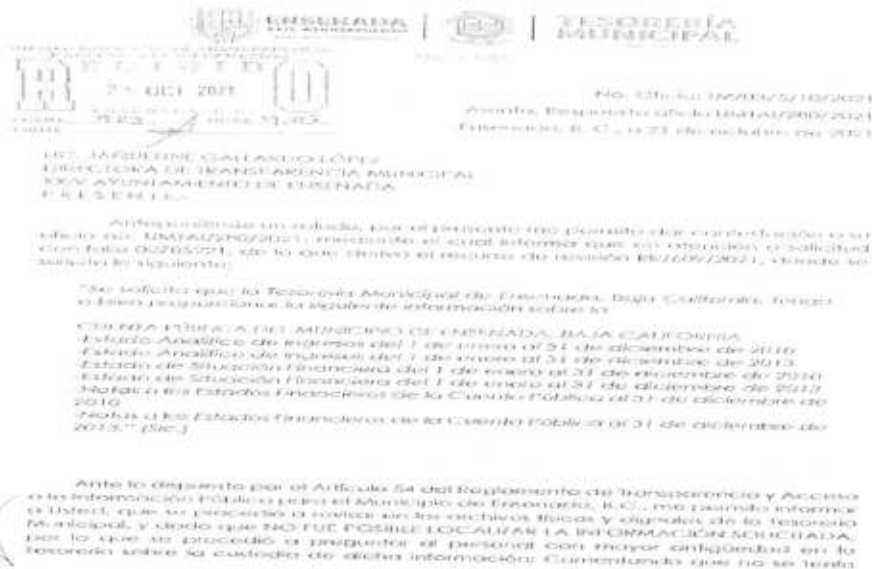 ENSENADA
TESORERÍA
MUNICIPAL
RECIBIDO
OCT 2021
No. Oficio:
Asunto: Respuesta oficio UMTAI/280/2021
Ensenada, B. C., a 21 de octubre de 2021
LIC. JAQUELINE GALLARDO LÓPEZ
DIRECTORA DE TRANSPARENCIA MUNICIPAL
XXIV AYUNTAMIENTO DE ENSENADA
P R E S E N T E.-
Anteponiendo un saludo, por el presente me permito dar contestación a su
oficio no. UMTAI/280/2021, mediante el cual informa que en atención a solicitud
con folio de lo que derivo el recurso de revisión donde se
solicita lo siguiente:
"Se solicita que la Tesorería Municipal de Ensenada, Baja California, tenga
a bien proporcionar la siguiente información sobre la
CUENTA PÚBLICA DEL MUNICIPIO DE ENSENADA, BAJA CALIFORNIA
-Estado Analítico de Ingresos del 1 de enero al 31 de diciembre de
-Estado Analítico de Ingresos del 1 de enero al 31 de diciembre de 2013
-Estado de Situación Financiera del 1 de enero al 31 de diciembre de
-Estado de Situación Financiera del 1 de enero al 31 de diciembre de 2013
-Notas a los Estados Financieros de la Cuenta Pública al 31 de diciembre de
-Notas a los Estados Financieros de la Cuenta Pública al 31 de diciembre de
2013." (Sic.)
Ante lo dispuesto por el Artículo 54 del Reglamento de Transparencia y Acceso
a la Información Pública para el Municipio de Ensenada, B.C., me permito informar
a Usted, que se procedió a revisar en los archivos físicos y digitales de la Tesorería
Municipal, y dado que NO FUE POSIBLE LOCALIZAR LA INFORMACIÓN SOLICITADA,
por lo que se procedió a preguntar al personal con mayor antigüedad en la
Tesorería sobre la custodia de dicha información; Comentando que no se tenía